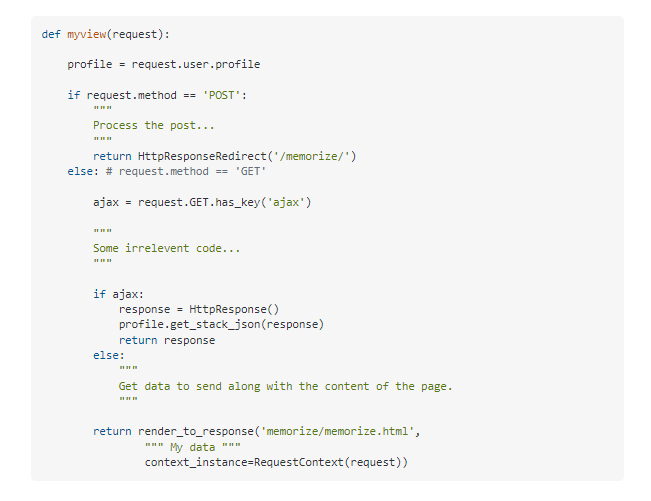 def myview(request):
profile = request.user.profile
if request.method == 'POST':
"""
Process the post...
"""
return HttpResponseRedirect('/memorize/')
else: # request.method == 'GET'
ajax = request.GET.has_key('ajax')
"""
Some irrelevent code...
"""
if ajax:
response = HttpResponse()
profile.get_stack_json(response)
return response
else:
"""
Get data to send along with the content of the page.
"""
return render_to_response('memorize/memorize.html',
""" My data """
context_instance=RequestContext(request))